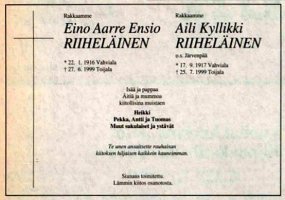 Rakkaamme
Eino Aarre Ensio
RIIHELÄINEN
* 22. 1. 1916 Vahviala
† 27. 6. 1999 Toijala
Rakkaamme
Aili Kyllikki
RIIHELÄINEN
o.s. Järvenpää
* 17. 9. 1917 Vahviala
† 25. 7. 1999 Toijala
Isää ja pappaa
Äitiä ja mummoa
kiitollisina muistaen
Heikki
Pekka, Antti ja Tuomas
Muut sukulaiset ja ystävät
Te unen ansaitsette rauhaisan
kiitoksen hiljaisen kaikkein kauneimman.
Siunaus toimitettu.
Lämmin kiitos osanotosta.